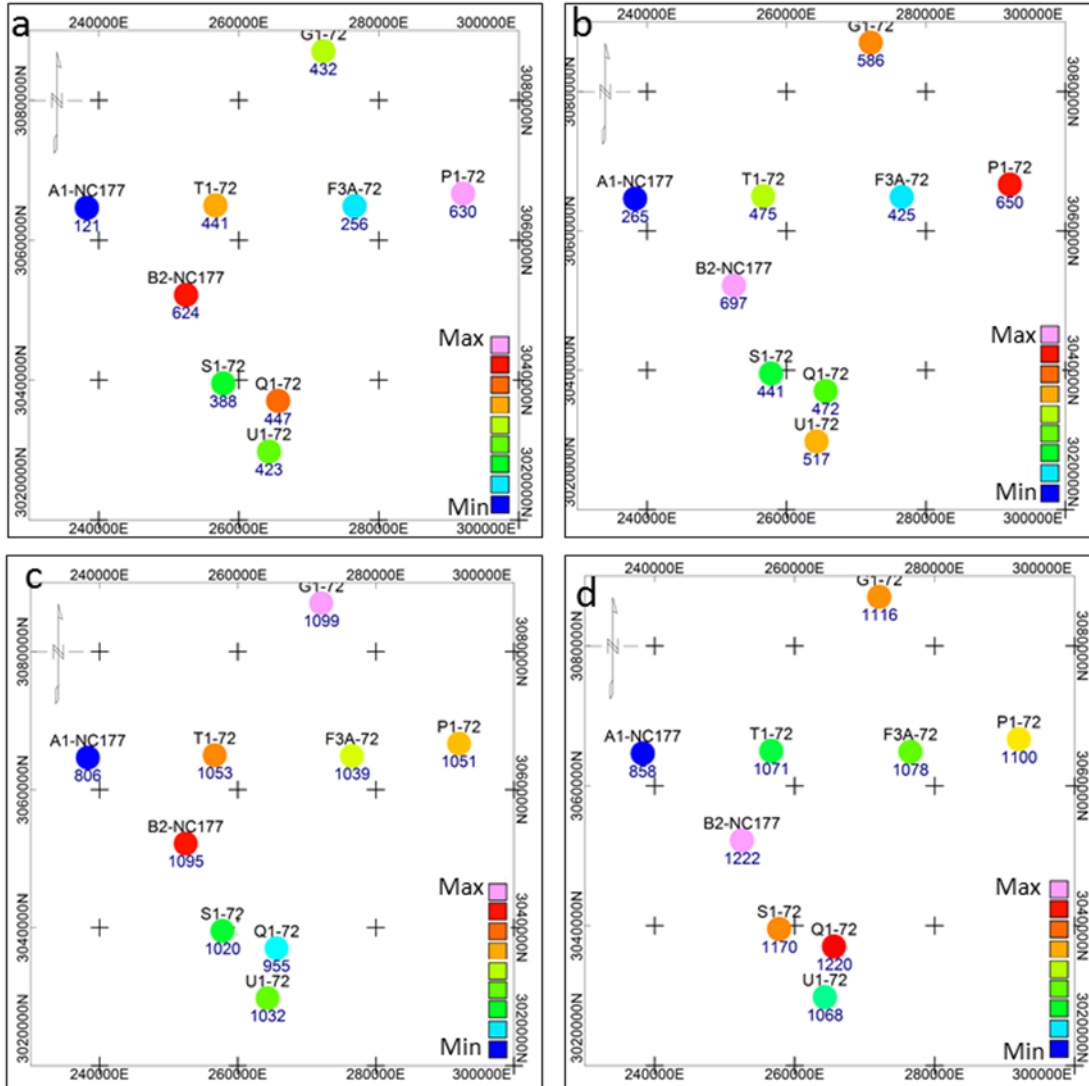 a
240000E 260000E 280000E 300000E
G1-72
432
N
3080000N 3080000N
A1-NC177
121
T1-72
441
F3A-72
256
P1-72
630
3060000N 3060000N
B2-NC177
624
S1-72
388
Q1-72
447
U1-72
423
3040000N 3040000N
Max
Min
3020000N 3020000N
240000E 260000E 280000E 300000E
b
240000E 260000E 280000E 300000E
G1-72
586
N
3080000N 3080000N
A1-NC177
265
T1-72
475
F3A-72
425
P1-72
650
3060000N 3060000N
B2-NC177
697
S1-72
441
Q1-72
472
U1-72
517
3040000N 3040000N
Max
Min
3020000N 3020000N
240000E 260000E 280000E 300000E
c
240000E 260000E 280000E 300000E
G1-72
1099
N
3080000N 3080000N
A1-NC177
806
T1-72
1053
F3A-72
1039
P1-72
1051
3060000N 3060000N
B2-NC177
1095
S1-72
1020
Q1-72
955
U1-72
1032
3040000N 3040000N
Max
Min
3020000N 3020000N
240000E 260000E 280000E 300000E
d
240000E 260000E 280000E 300000E
G1-72
1116
N
3080000N 3080000N
A1-NC177
858
T1-72
1071
F3A-72
1078
P1-72
1100
3060000N 3060000N
B2-NC177
1222
S1-72
1170
Q1-72
1220
U1-72
1068
3040000N 3040000N
Max
Min
3020000N 3020000N
240000E 260000E 280000E 300000E